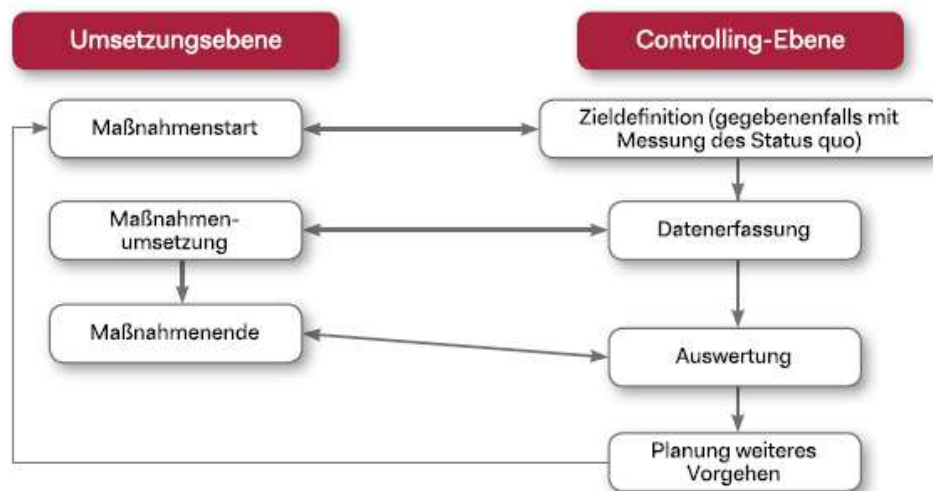 Umsetzungsebene
Controlling-Ebene
Maßnahmenstart
Zieldefinition (gegebenenfalls mit
Messung des Status quo)
Maßnahmen-
umsetzung
Datenerfassung
Maßnahmenende
Auswertung
Planung weiteres
Vorgehen